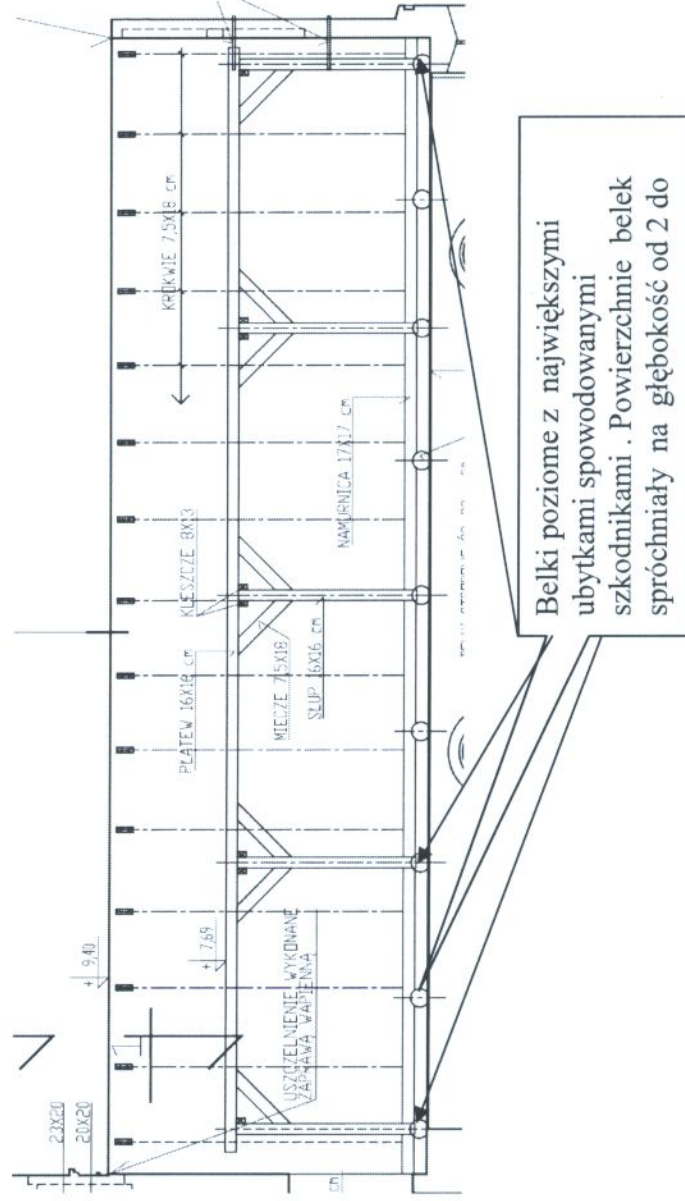 23X20
20X20
+ 9,40
+ 7,69
USZCZELNIENIE WYKONANE
ZAPRAWĄ WAPIENNĄ
PŁATEW 16X16 cm
KLESZCZE 8X13
MIECZE 7,5X18
SŁUP 16X16 cm
KROKWIE 7,5X18 cm
NAMURNICA 17X17 cm
cm
Belki poziome z największymi
ubytkami spowodowanymi
szkodnikami . Powierzchnie belek
spróchniały na głębokość od 2 do